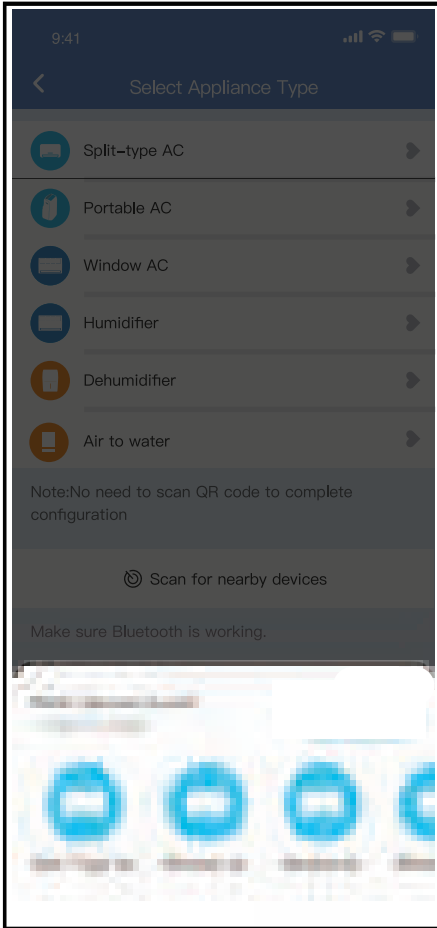 9:41
Select Appliance Type
Split-type AC
Portable AC
Window AC
Humidifier
Dehumidifier
Air to water
Note:No need to scan QR code to complete
configuration
Scan for nearby devices
Make sure Bluetooth is working.